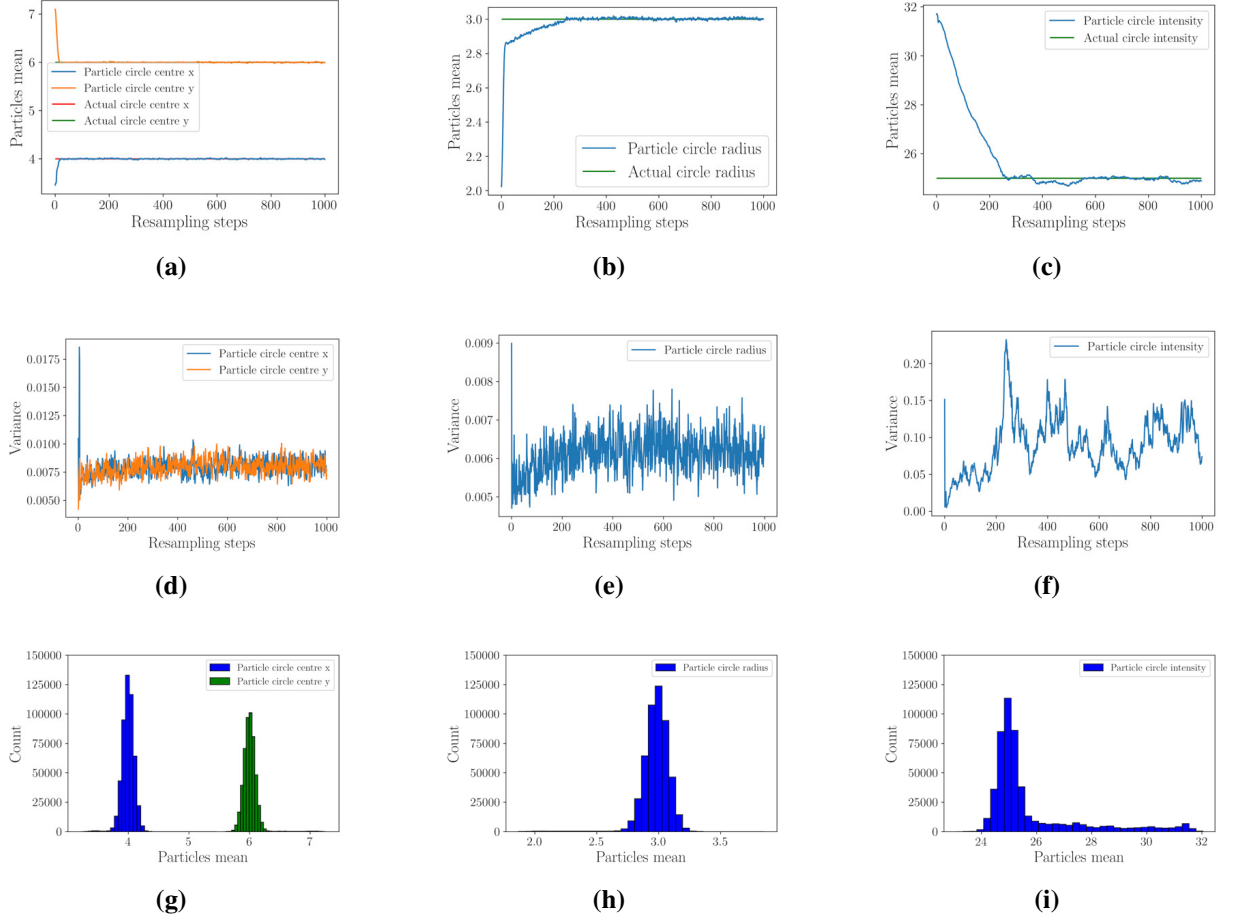 7
6
5
4
Particles mean
Particle circle centre x
Particle circle centre y
Actual circle centre x
Actual circle centre y
0 200 400 600 800 1000
Resampling steps
(a)
3.0
2.8
2.6
2.4
2.2
2.0
Particles mean
Particle circle radius
Actual circle radius
0 200 400 600 800 1000
Resampling steps
(b)
32
30
28
26
Particles mean
Particle circle intensity
Actual circle intensity
0 200 400 600 800 1000
Resampling steps
(c)
0.0175
0.0150
0.0125
0.0100
0.0075
0.0050
Variance
Particle circle centre x
Particle circle centre y
0 200 400 600 800 1000
Resampling steps
(d)
0.009
0.008
0.007
0.006
0.005
Variance
Particle circle radius
0 200 400 600 800 1000
Resampling steps
(e)
0.20
0.15
0.10
0.05
0.00
Variance
Particle circle intensity
0 200 400 600 800 1000
Resampling steps
(f)
150000
125000
100000
75000
50000
25000
0
Count
Particle circle centre x
Particle circle centre y
4 5 6 7
Particles mean
(g)
150000
125000
100000
75000
50000
25000
0
Count
Particle circle radius
2.0 2.5 3.0 3.5
Particles mean
(h)
150000
125000
100000
75000
50000
25000
0
Count
Particle circle intensity
24 26 28 30 32
Particles mean
(i)